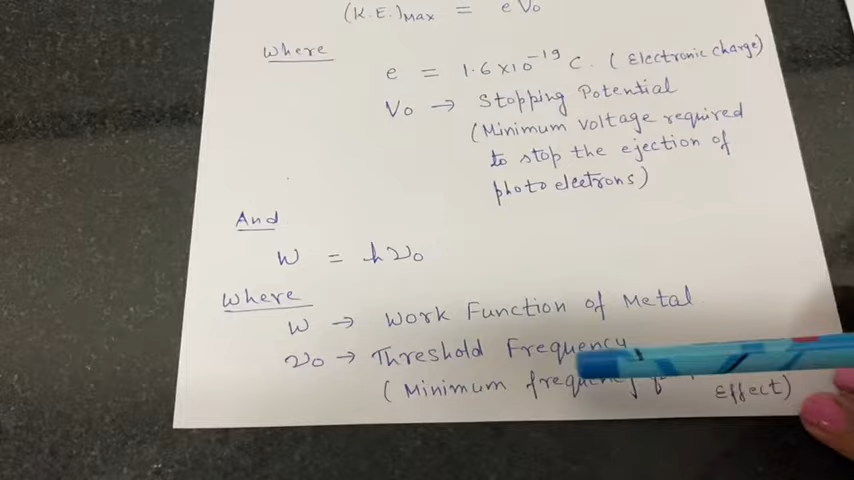 (K.E.)Max = eV₀
Where
e = 1.6×10⁻¹⁹ C. (Electronic charge)
V₀ → Stopping Potential
(Minimum voltage required
to stop the ejection of
photoelectrons)
And
W = hν₀
Where
W → Work Function of Metal
ν₀ → Threshold Frequency
(Minimum frequency
Effect)